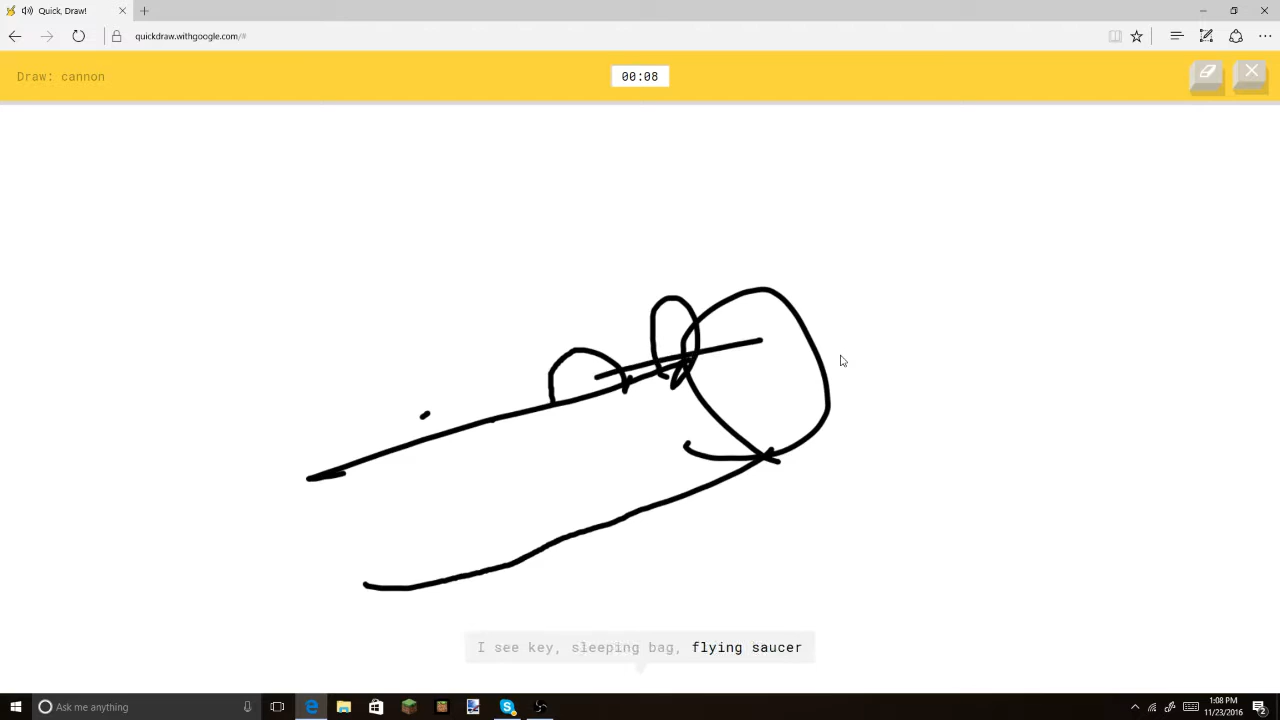 Quick, Draw!
quickdraw.withgoogle.com/#
Draw: cannon
00:08
I see key, sleeping bag, flying saucer
Ask me anything
1:08 PM
11/23/2016
2